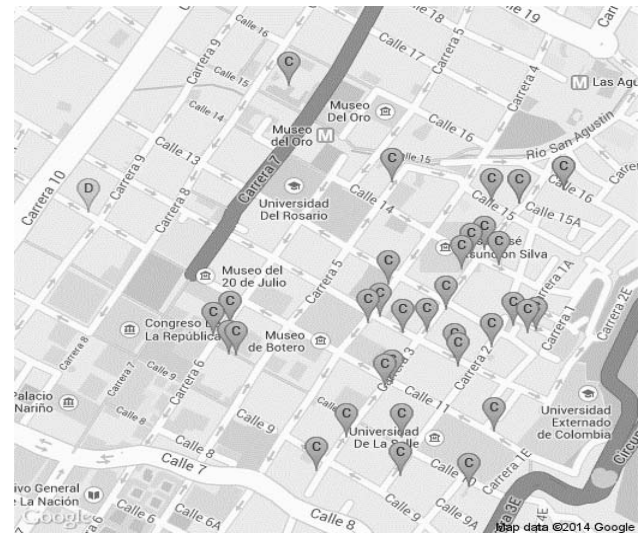 Calle 18
Calle 19
Carrera 9
Calle 16
Calle 17
Carrera 5
Carrera 4
C
Calle 15
M
Las Agu
Museo
Del Oro
Calle 14
Museo
del Oro
M
Calle 16
Rio San Agustin
Calle 13
Carrera 7
C
Calle 15
C
Calle 16
C
C
Carrera 10
D
Carrera 9
Carrera 8
Universidad
Del Rosario
Calle 14
Calle 15
Calle 15A
C
C
C
C
C
Asunción Silva
Museo del
20 de Julio
Carrera 5
C
C
Carrera 1A
Carrera 2E
C
C
C
C
C
C
C
C
C
C
Carrera 1
Congreso
La República
C
C
Museo
de Botero
C
C
C
C
Carrera 8
Carrera 7
Calle 9
Carrera 6
Carrera 3
Carrera 2
C
C
Palacio
Nariño
Calle 8
Calle 9
C
C
Calle 11
C
Universidad
Externado
de Colombia
Universidad
De La Salle
Calle 8
C
C
C
Carrera 1E
Calle 7
ivo General
e La Nación
Calle 6
Calle 6A
Calle 8
Calle 9A
a 3E
Google
Map data ©2014 Google